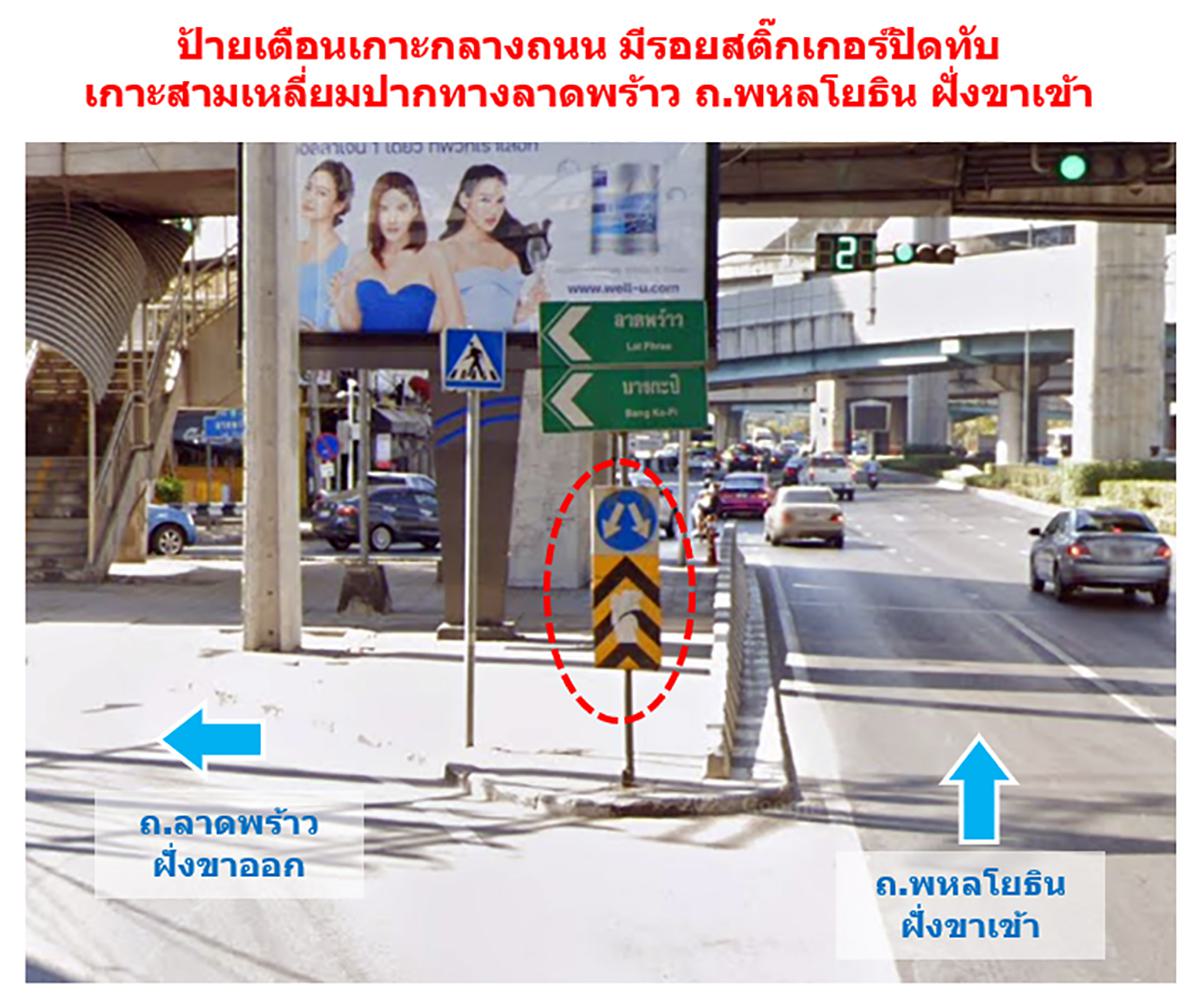 ป้ายเตือนเกาะกลางถนน มีรอยสติ๊กเกอร์ปิดทับ
เกาะสามเหลี่ยมปากทางลาดพร้าว ถ.พหลโยธิน ฝั่งขาเข้า
www.well-u.com
21
ลาดพร้าว
Lat Phrao
บางกะปิ
Bang Ka-Pi
ถ.ลาดพร้าว
ฝั่งขาออก
ถ.พหลโยธิน
ฝั่งขาเข้า